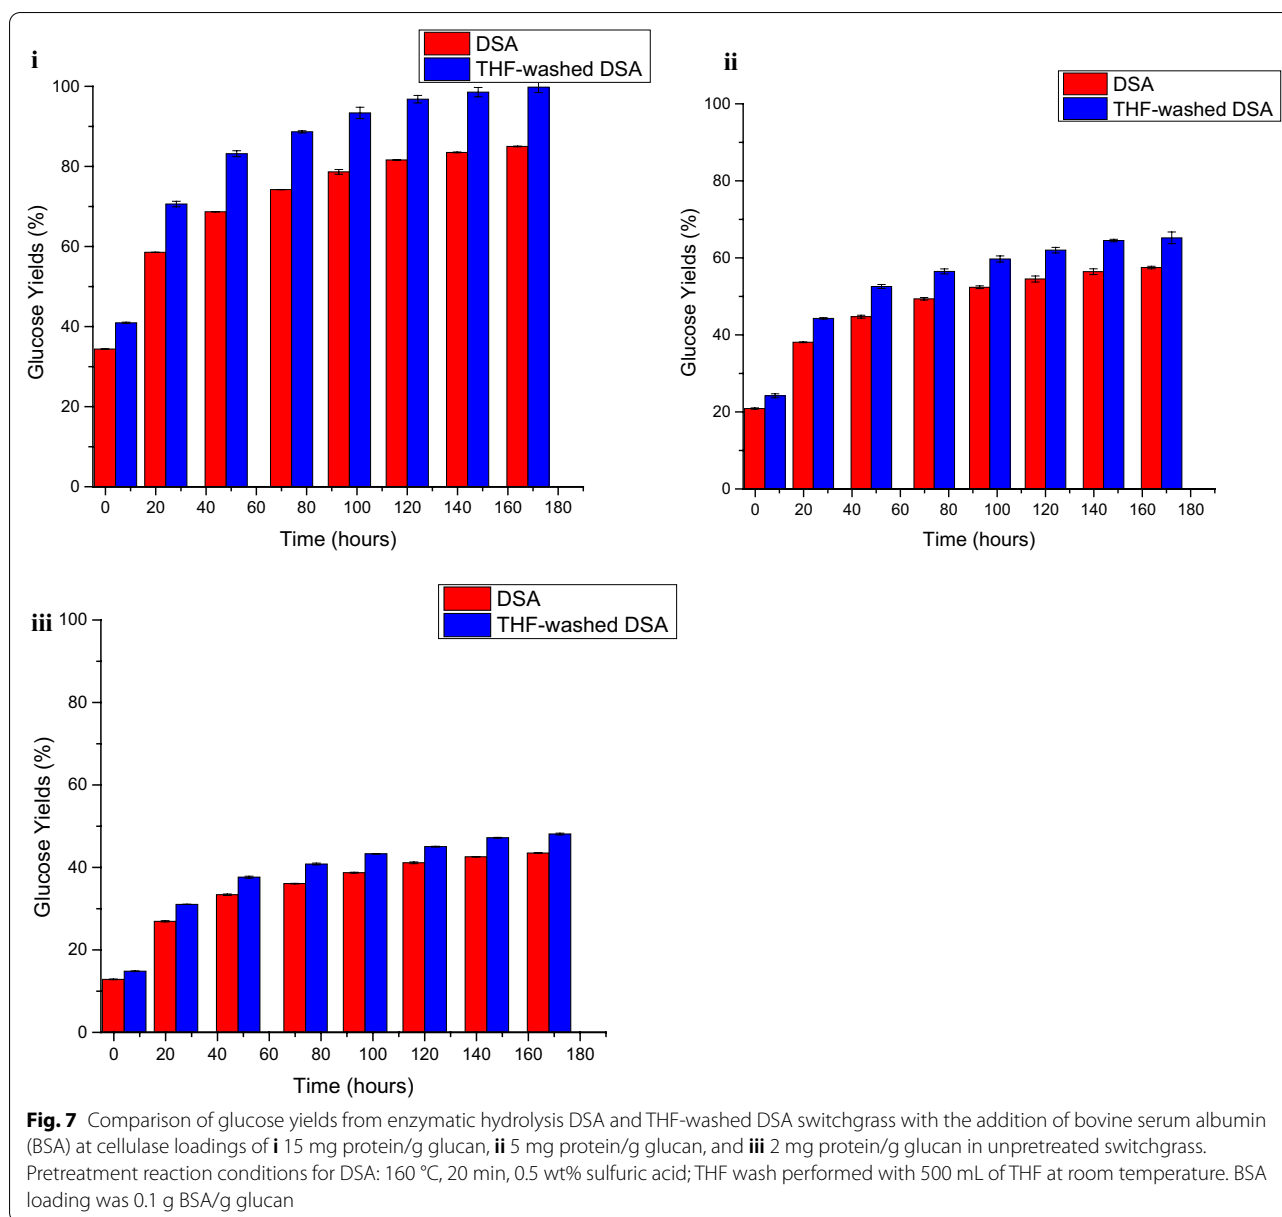 i
DSA
THF-washed DSA
100
80
60
40
20
0
Glucose Yields (%)
0 20 40 60 80 100 120 140 160 180
Time (hours)
ii
DSA
THF-washed DSA
100
80
60
40
20
0
Glucose Yields (%)
0 20 40 60 80 100 120 140 160 180
Time (hours)
iii
DSA
THF-washed DSA
100
80
60
40
20
0
Glucose Yields (%)
0 20 40 60 80 100 120 140 160 180
Time (hours)
Fig. 7 Comparison of glucose yields from enzymatic hydrolysis DSA and THF-washed DSA switchgrass with the addition of bovine serum albumin
(BSA) at cellulase loadings of i 15 mg protein/g glucan, ii 5 mg protein/g glucan, and iii 2 mg protein/g glucan in unpretreated switchgrass.
Pretreatment reaction conditions for DSA: 160 °C, 20 min, 0.5 wt% sulfuric acid; THF wash performed with 500 mL of THF at room temperature. BSA
loading was 0.1 g BSA/g glucan